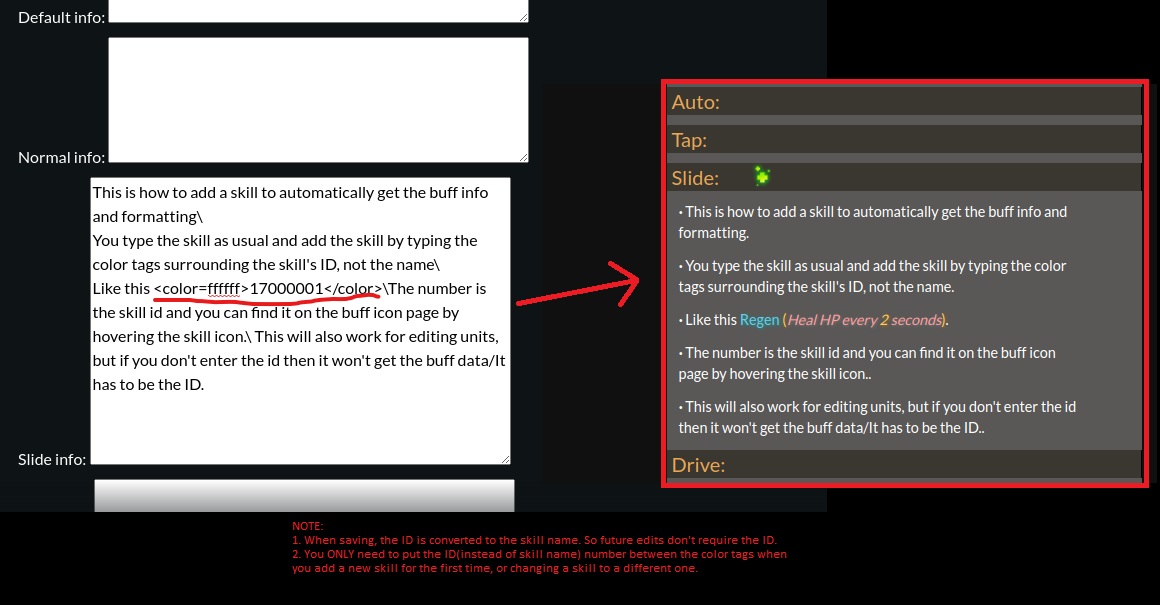 Default info:
Normal info:
This is how to add a skill to automatically get the buff info
and formatting\
You type the skill as usual and add the skill by typing the
color tags surrounding the skill's ID, not the name\
Like this <color=ffffff>17000001</color>\The number is
the skill id and you can find it on the buff icon page by
hovering the skill icon.\ This will also work for editing units,
but if you don't enter the id then it won't get the buff data/It
has to be the ID.
Slide info:
Auto:
Tap:
Slide:
· This is how to add a skill to automatically get the buff info and
formatting.
· You type the skill as usual and add the skill by typing the color
tags surrounding the skill's ID, not the name.
· Like this Regen (Heal HP every 2 seconds).
· The number is the skill id and you can find it on the buff icon
page by hovering the skill icon..
· This will also work for editing units, but if you don't enter the id
then it won't get the buff data/It has to be the ID..
Drive:
NOTE:
1. When saving, the ID is converted to the skill name. So future edits don't require the ID.
2. You ONLY need to put the ID(instead of skill name) number between the color tags when
you add a new skill for the first time, or changing a skill to a different one.